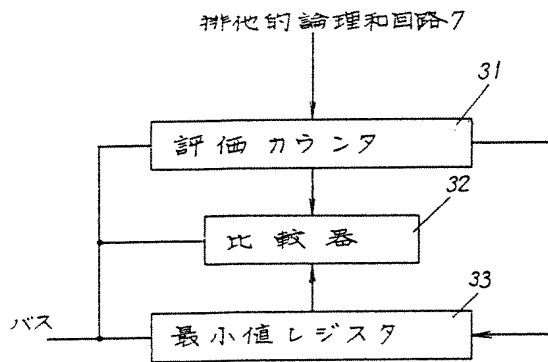 排他的論理和回路7
31
評価カウンタ
32
比較器
33
バス
最小値レジスタ